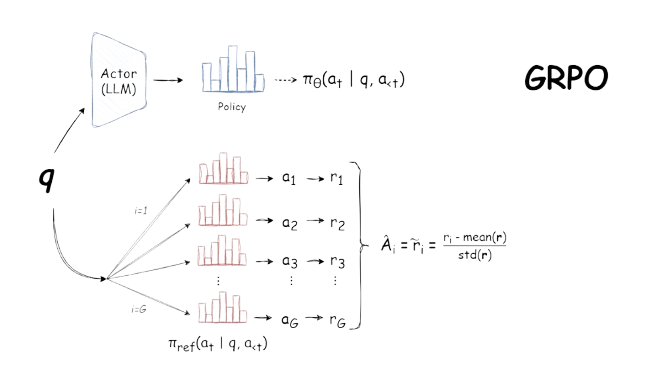 GRPO
Actor
(LLM)
Policy
π_θ(a_t | q, a_<t)
q
i=1
i=G
a_1 r_1
a_2 r_2
a_3 r_3
⋮ ⋮ ⋮
a_G r_G
Â_i = r̃_i = (r_i - mean(r)) / std(r)
π_ref(a_t | q, a_<t)